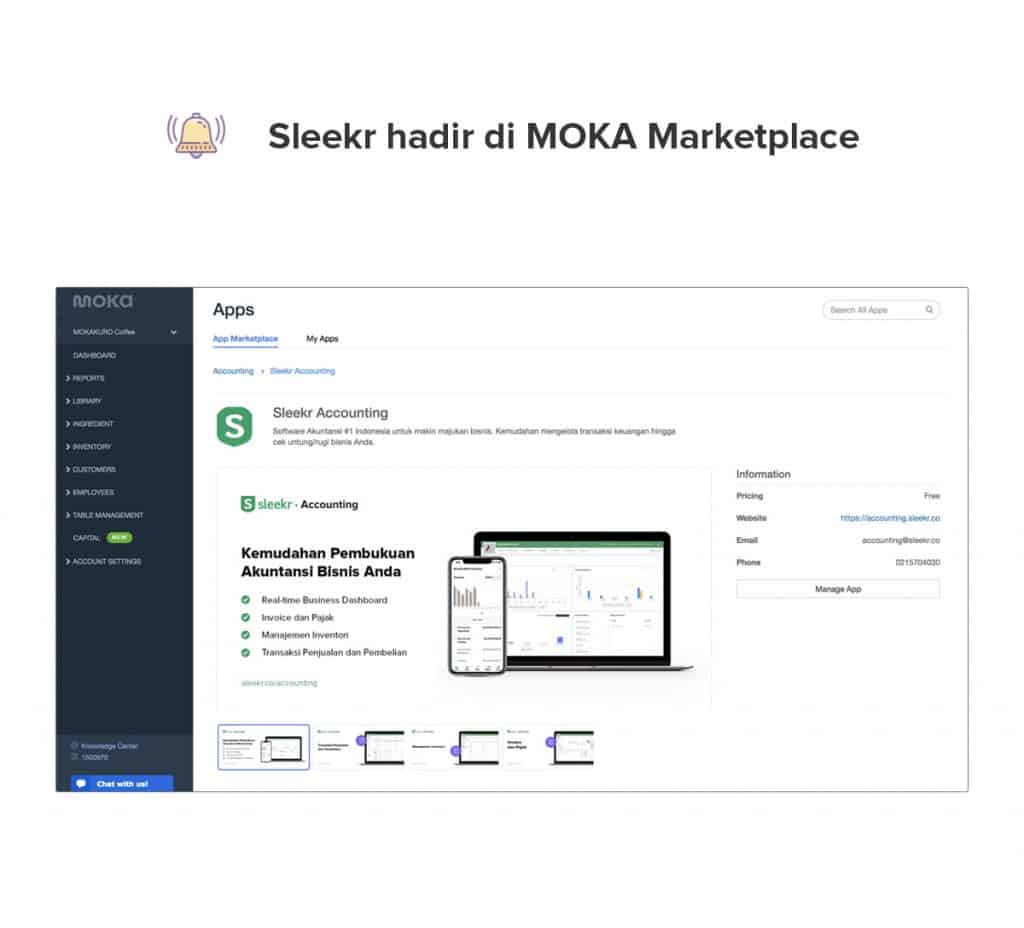 Sleekr hadir di MOKA Marketplace
MOKA
MOKAKURO Coffee
DASHBOARD
REPORTS
LIBRARY
INGREDIENT
INVENTORY
CUSTOMERS
EMPLOYEES
TABLE MANAGEMENT
CAPITAL NEW
ACCOUNT SETTINGS
Knowledge Center
1500970
Chat with us!
Apps
Search All Apps
App Marketplace My Apps
Accounting > Sleekr Accounting
S
Sleekr Accounting
Software Akuntansi #1 Indonesia untuk makin majukan bisnis. Kemudahan mengelola transaksi keuangan hingga
cek untung/rugi bisnis Anda.
S sleekr · Accounting
Kemudahan Pembukuan
Akuntansi Bisnis Anda
Real-time Business Dashboard
Invoice dan Pajak
Manajemen Inventori
Transaksi Penjualan dan Pembelian
sleekr.co/accounting
Information
Pricing Free
Website https://accounting.sleekr.co
Email accounting@sleekr.co
Phone 0215704030
Manage App